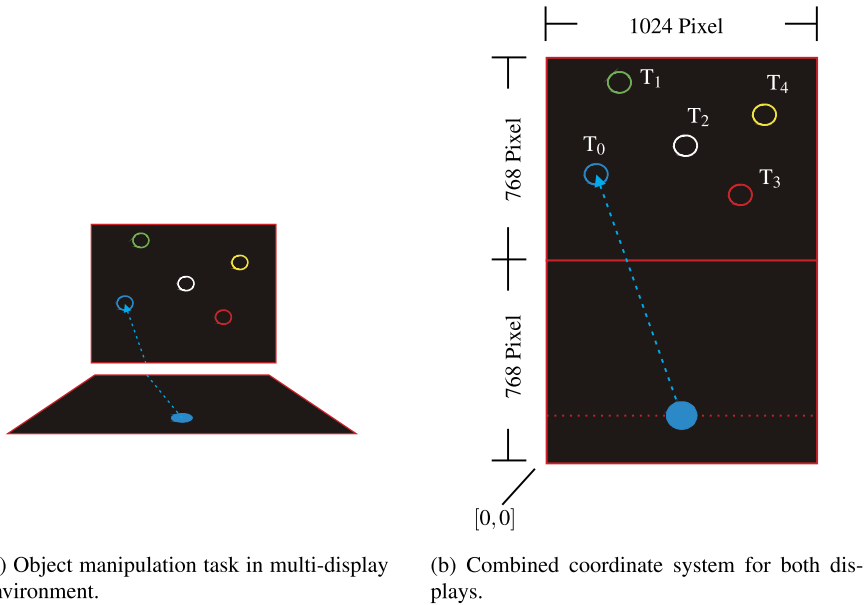 1024 Pixel
T1
T4
T2
T0
T3
768 Pixel
768 Pixel
[0,0]
) Object manipulation task in multi-display
nvironment.
(b) Combined coordinate system for both dis-
plays.